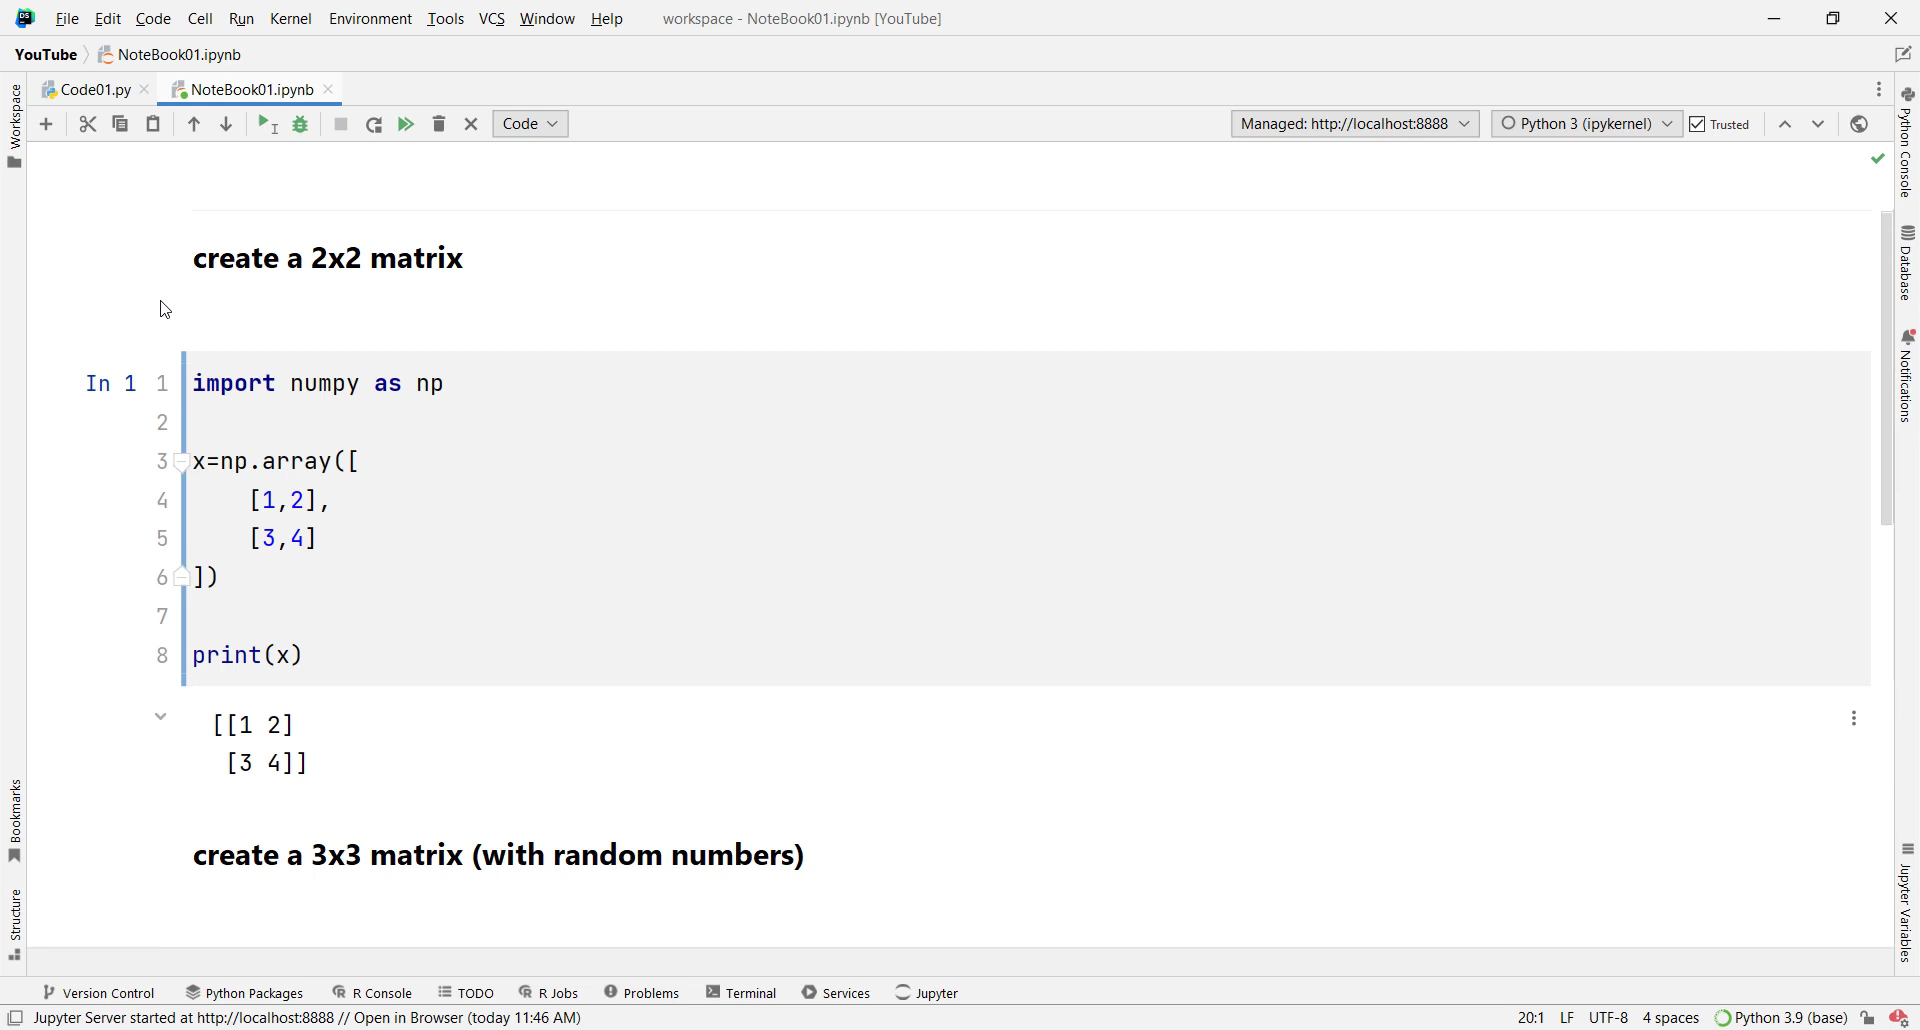 File Edit Code Cell Run Kernel Environment Tools VCS Window Help workspace - NoteBook01.ipynb [YouTube]
YouTube NoteBook01.ipynb
Code01.py NoteBook01.ipynb
Code Managed: http://localhost:8888 Python 3 (ipykernel) Trusted
Workspace
Bookmarks
Structure
create a 2x2 matrix
In 1 1 import numpy as np
2
3 x=np.array([
4 [1,2],
5 [3,4]
6 ])
7
8 print(x)
[[1 2]
[3 4]]
create a 3x3 matrix (with random numbers)
Python Console
Database
Notifications
Jupyter Variables
Version Control Python Packages R Console TODO R Jobs Problems Terminal Services Jupyter
Jupyter Server started at http://localhost:8888 // Open in Browser (today 11:46 AM) 20:1 LF UTF-8 4 spaces Python 3.9 (base)